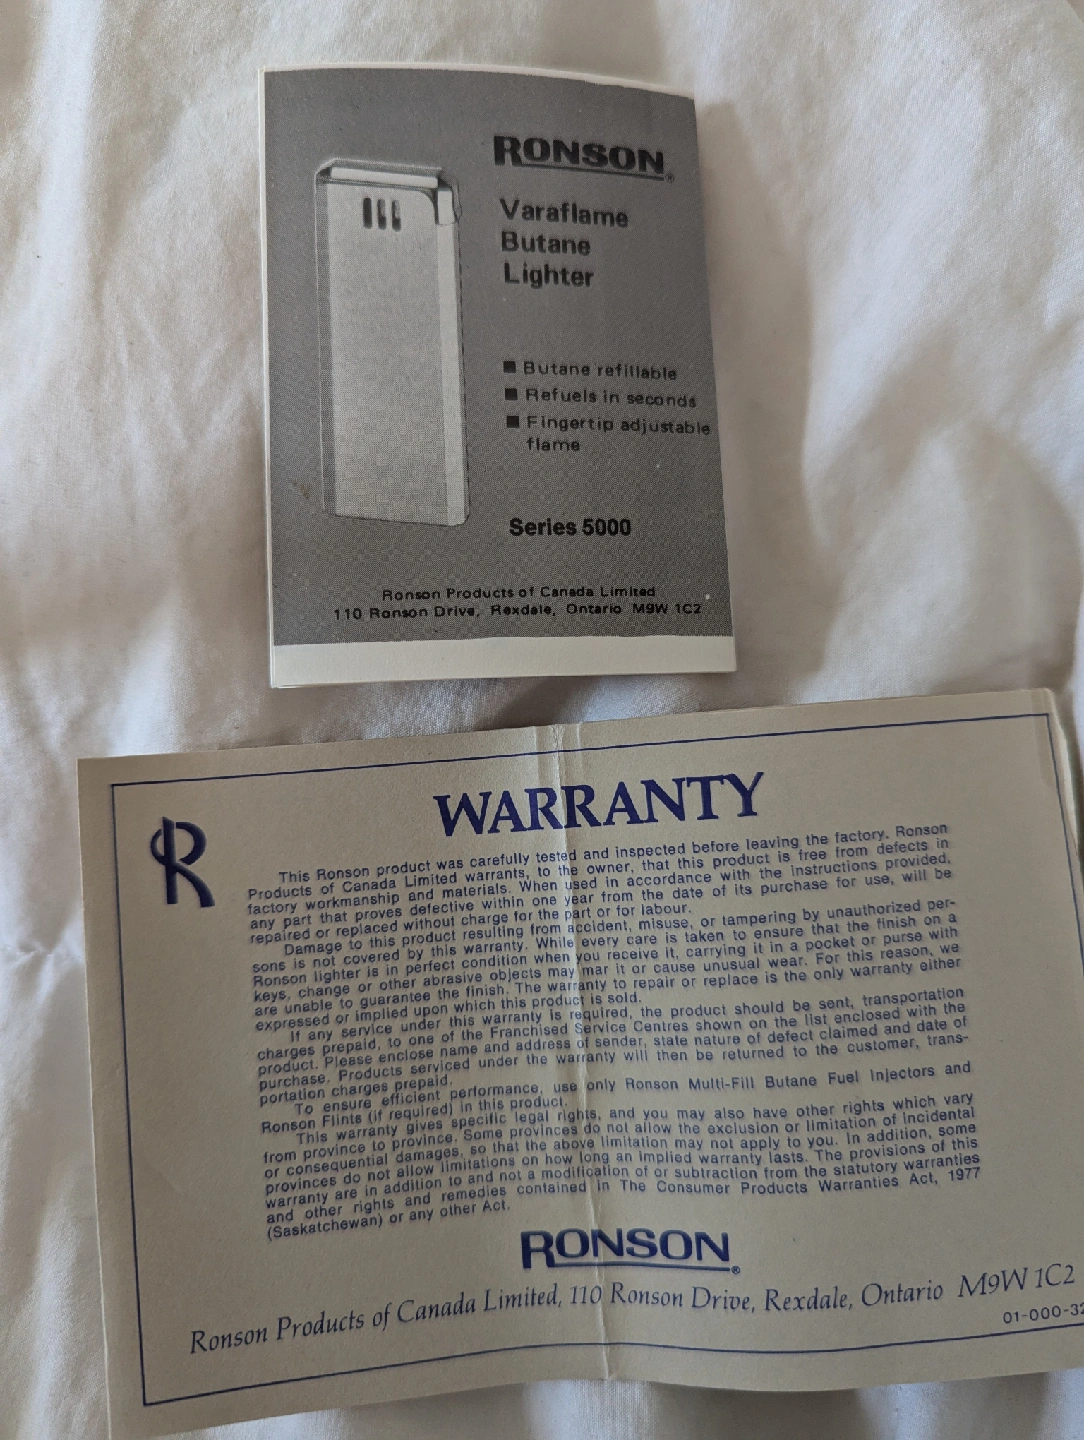 RONSON®
Varaflame
Butane
Lighter
■ Butane refillable
■ Refuels in seconds
■ Fingertip adjustable
flame
Series 5000
Ronson Products of Canada Limited
110 Ronson Drive, Rexdale, Ontario M9W 1C2
R
WARRANTY
This Ronson product was carefully tested and inspected before leaving the factory. Ronson
Products of Canada Limited warrants, to the owner, that this product is free from defects in
factory workmanship and materials. When used in accordance with the instructions provided,
any part that proves defective within one year from the date of its purchase for use, will be
repaired or replaced without charge for the part or for labour.
Damage to this product resulting from accident, misuse, or tampering by unauthorized per-
sons is not covered by this warranty. While every care is taken to ensure that the finish on a
Ronson lighter is in perfect condition when you receive it, carrying it in a pocket or purse with
keys, change or other abrasive objects may mar it or cause unusual wear. For this reason, we
are unable to guarantee the finish. The warranty to repair or replace is the only warranty either
expressed or implied upon which this product is sold.
If any service under this warranty is required, the product should be sent, transportation
charges prepaid, to one of the Franchised Service Centres shown on the list enclosed with the
product. Please enclose name and address of sender, state nature of defect claimed and date of
purchase. Products serviced under the warranty will then be returned to the customer, trans-
portation charges prepaid.
To ensure efficient performance, use only Ronson Multi-Fill Butane Fuel Injectors and
Ronson Flints (if required) in this product.
This warranty gives specific legal rights, and you may also have other rights which vary
from province to province. Some provinces do not allow the exclusion or limitation of incidental
or consequential damages, so that the above limitation may not apply to you. In addition, some
provinces do not allow limitations on how long an implied warranty lasts. The provisions of this
warranty are in addition to and not a modification of or subtraction from the statutory warranties
and other rights and remedies contained in The Consumer Products Warranties Act, 1977
(Saskatchewan) or any other Act.
RONSON®
Ronson Products of Canada Limited, 110 Ronson Drive, Rexdale, Ontario M9W 1C2
01-000-32